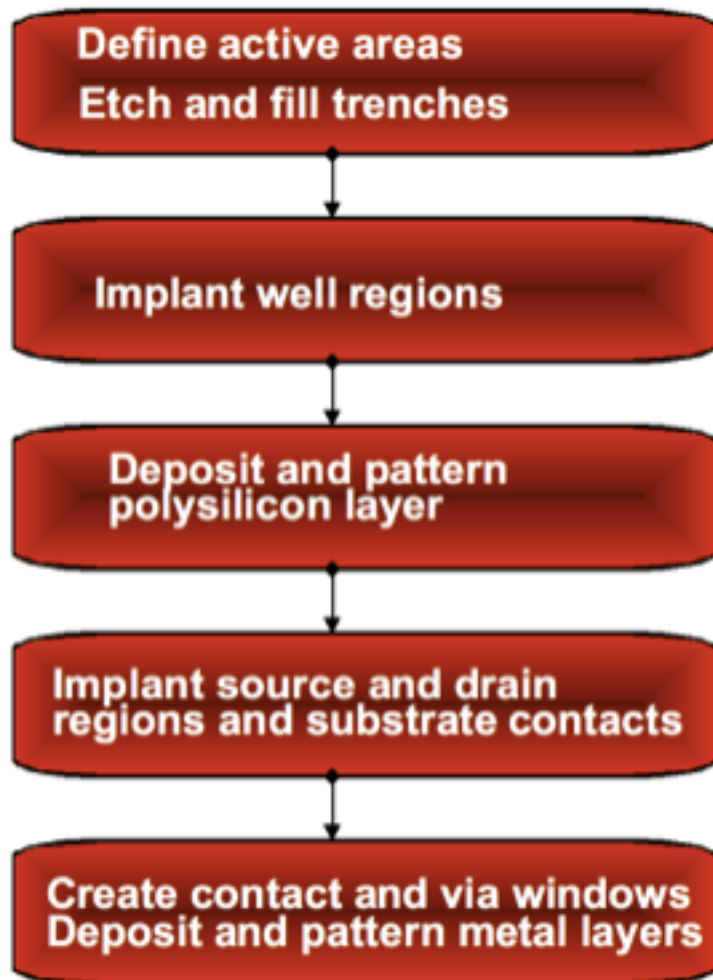 Define active areas
Etch and fill trenches
Implant well regions
Deposit and pattern
polysilicon layer
Implant source and drain
regions and substrate contacts
Create contact and via windows
Deposit and pattern metal layers